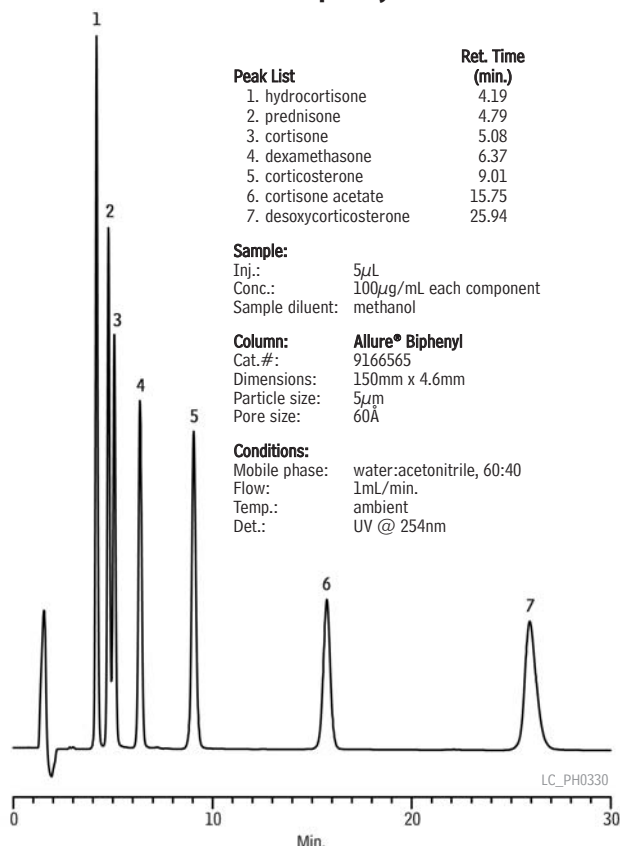 Ret. Time
Peak List (min.)
1. hydrocortisone 4.19
2. prednisone 4.79
3. cortisone 5.08
4. dexamethasone 6.37
5. corticosterone 9.01
6. cortisone acetate 15.75
7. desoxycorticosterone 25.94
Sample:
Inj.: 5μL
Conc.: 100μg/mL each component
Sample diluent: methanol
Column: Allure® Biphenyl
Cat.#: 9166565
Dimensions: 150mm x 4.6mm
Particle size: 5μm
Pore size: 60Å
Conditions:
Mobile phase: water:acetonitrile, 60:40
Flow: 1mL/min.
Temp.: ambient
Det.: UV @ 254nm
1
2
3
4
5
6
7
LC_PH0330
0 10 20 30
Min.